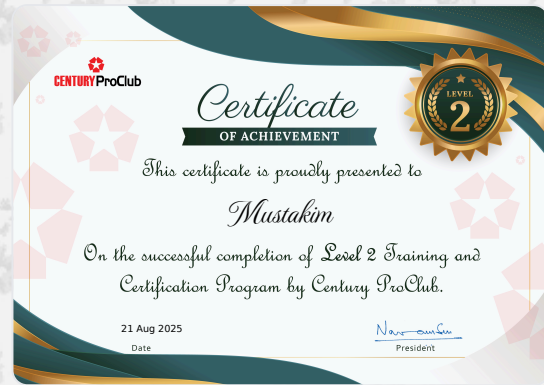 CENTURY ProClub
Certificate
OF ACHIEVEMENT
LEVEL
2
This certificate is proudly presented to
Mustakim
On the successful completion of Level 2 Training and
Certification Program by Century ProClub.
21 Aug 2025
Date
President